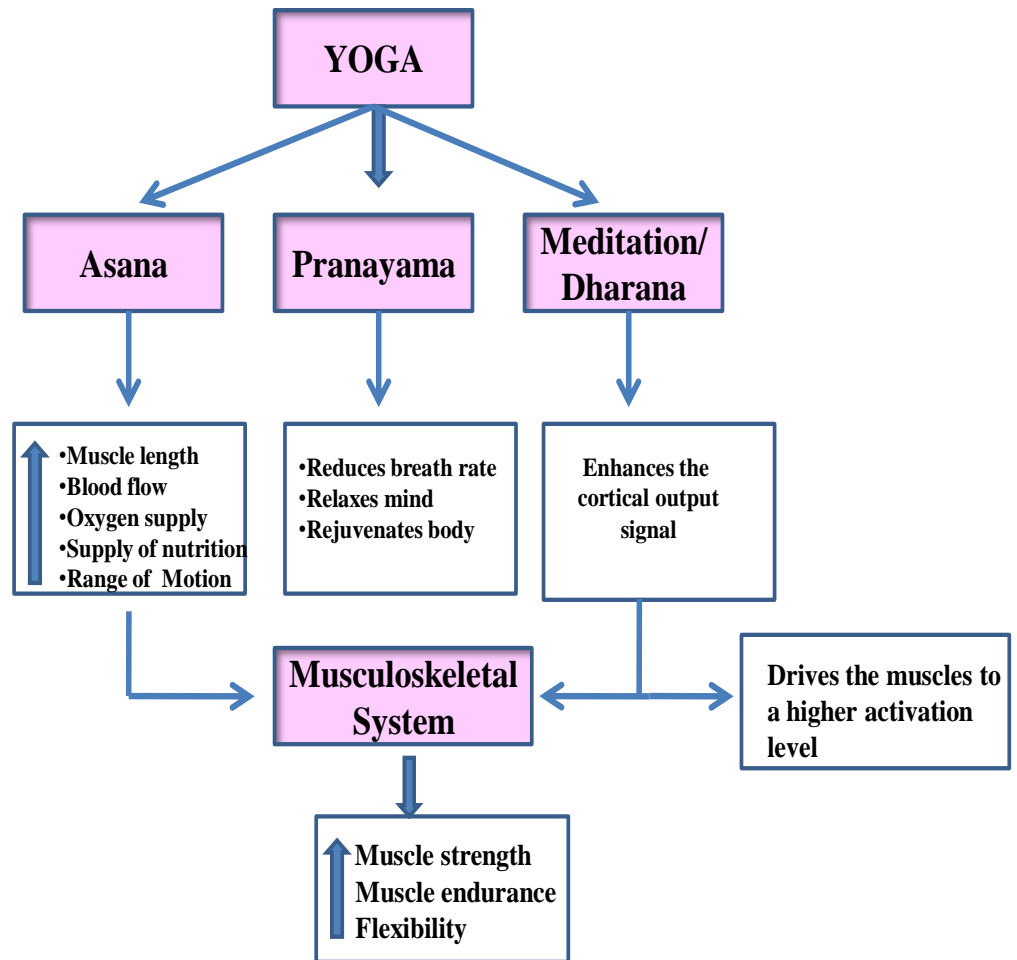 YOGA
Asana
Pranayama
Meditation/
Dharana
•Muscle length
•Blood flow
•Oxygen supply
•Supply of nutrition
•Range of  Motion
•Reduces breath rate
•Relaxes mind
•Rejuvenates body
Enhances the
cortical output
signal
Musculoskeletal
System
Drives the muscles to
a higher activation
level
Muscle strength
Muscle endurance
Flexibility